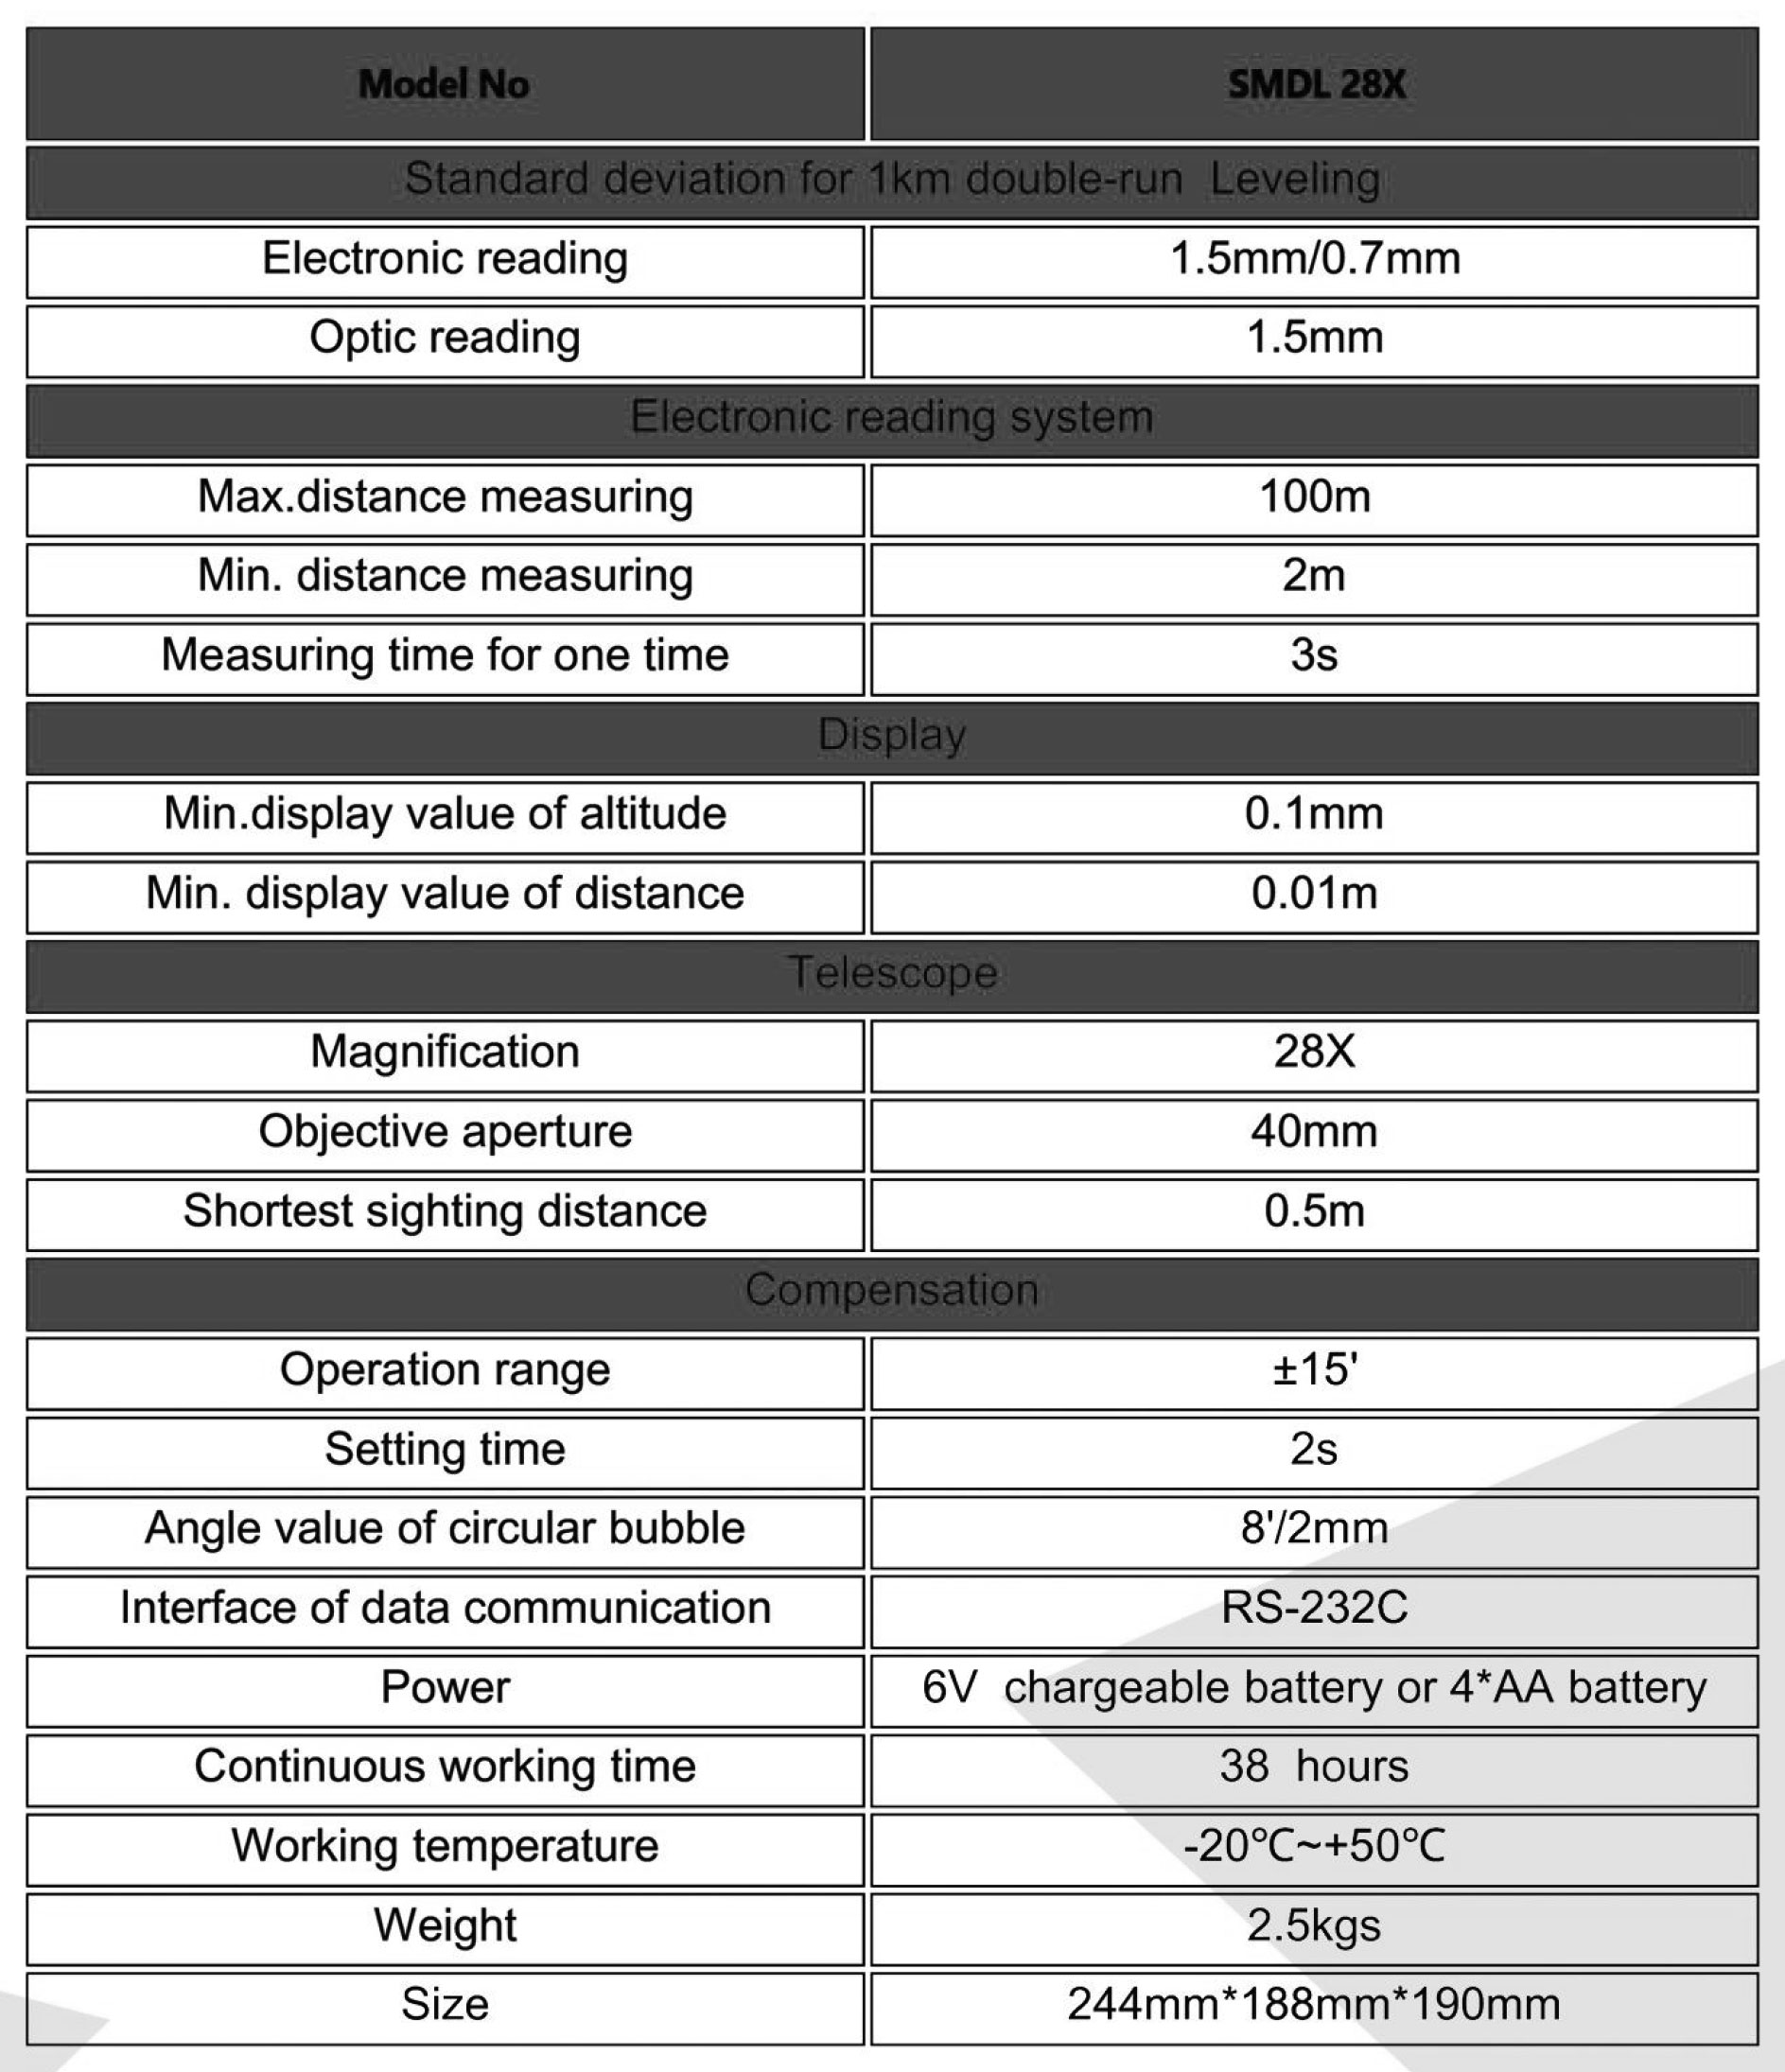 Model No SMDL 28X
Standard deviation for 1km double-run Leveling
Electronic reading 1.5mm/0.7mm
Optic reading 1.5mm
Electronic reading system
Max.distance measuring 100m
Min. distance measuring 2m
Measuring time for one time 3s
Display
Min.display value of altitude 0.1mm
Min. display value of distance 0.01m
Telescope
Magnification 28X
Objective aperture 40mm
Shortest sighting distance 0.5m
Compensation
Operation range ±15'
Setting time 2s
Angle value of circular bubble 8'/2mm
Interface of data communication RS-232C
Power 6V chargeable battery or 4*AA battery
Continuous working time 38 hours
Working temperature -20℃~+50℃
Weight 2.5kgs
Size 244mm*188mm*190mm